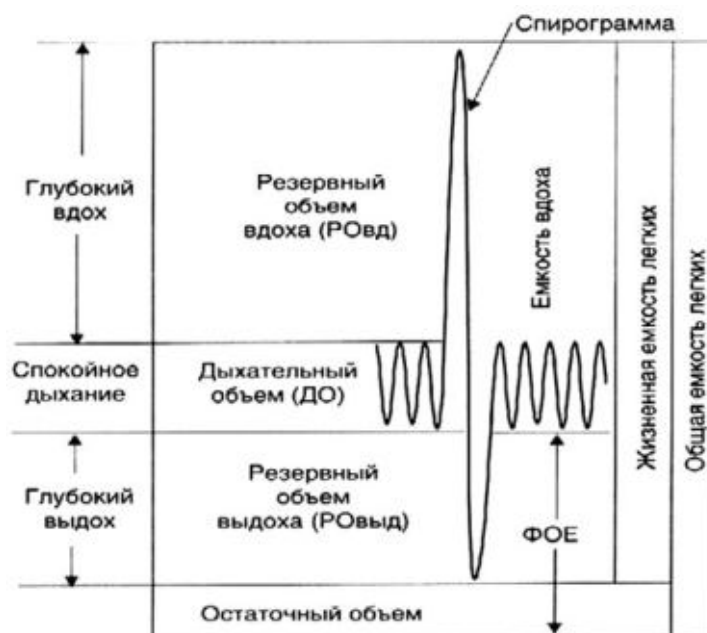 Спирограмма
Глубокий
вдох
Резервный
объем
вдоха (РОвд)
Емкость вдоха
Жизненная емкость легких
Общая емкость легких
Спокойное
дыхание
Дыхательный
объем (ДО)
Глубокий
выдох
Резервный
объем
выдоха (РОвыд)
ФОЕ
Остаточный объем